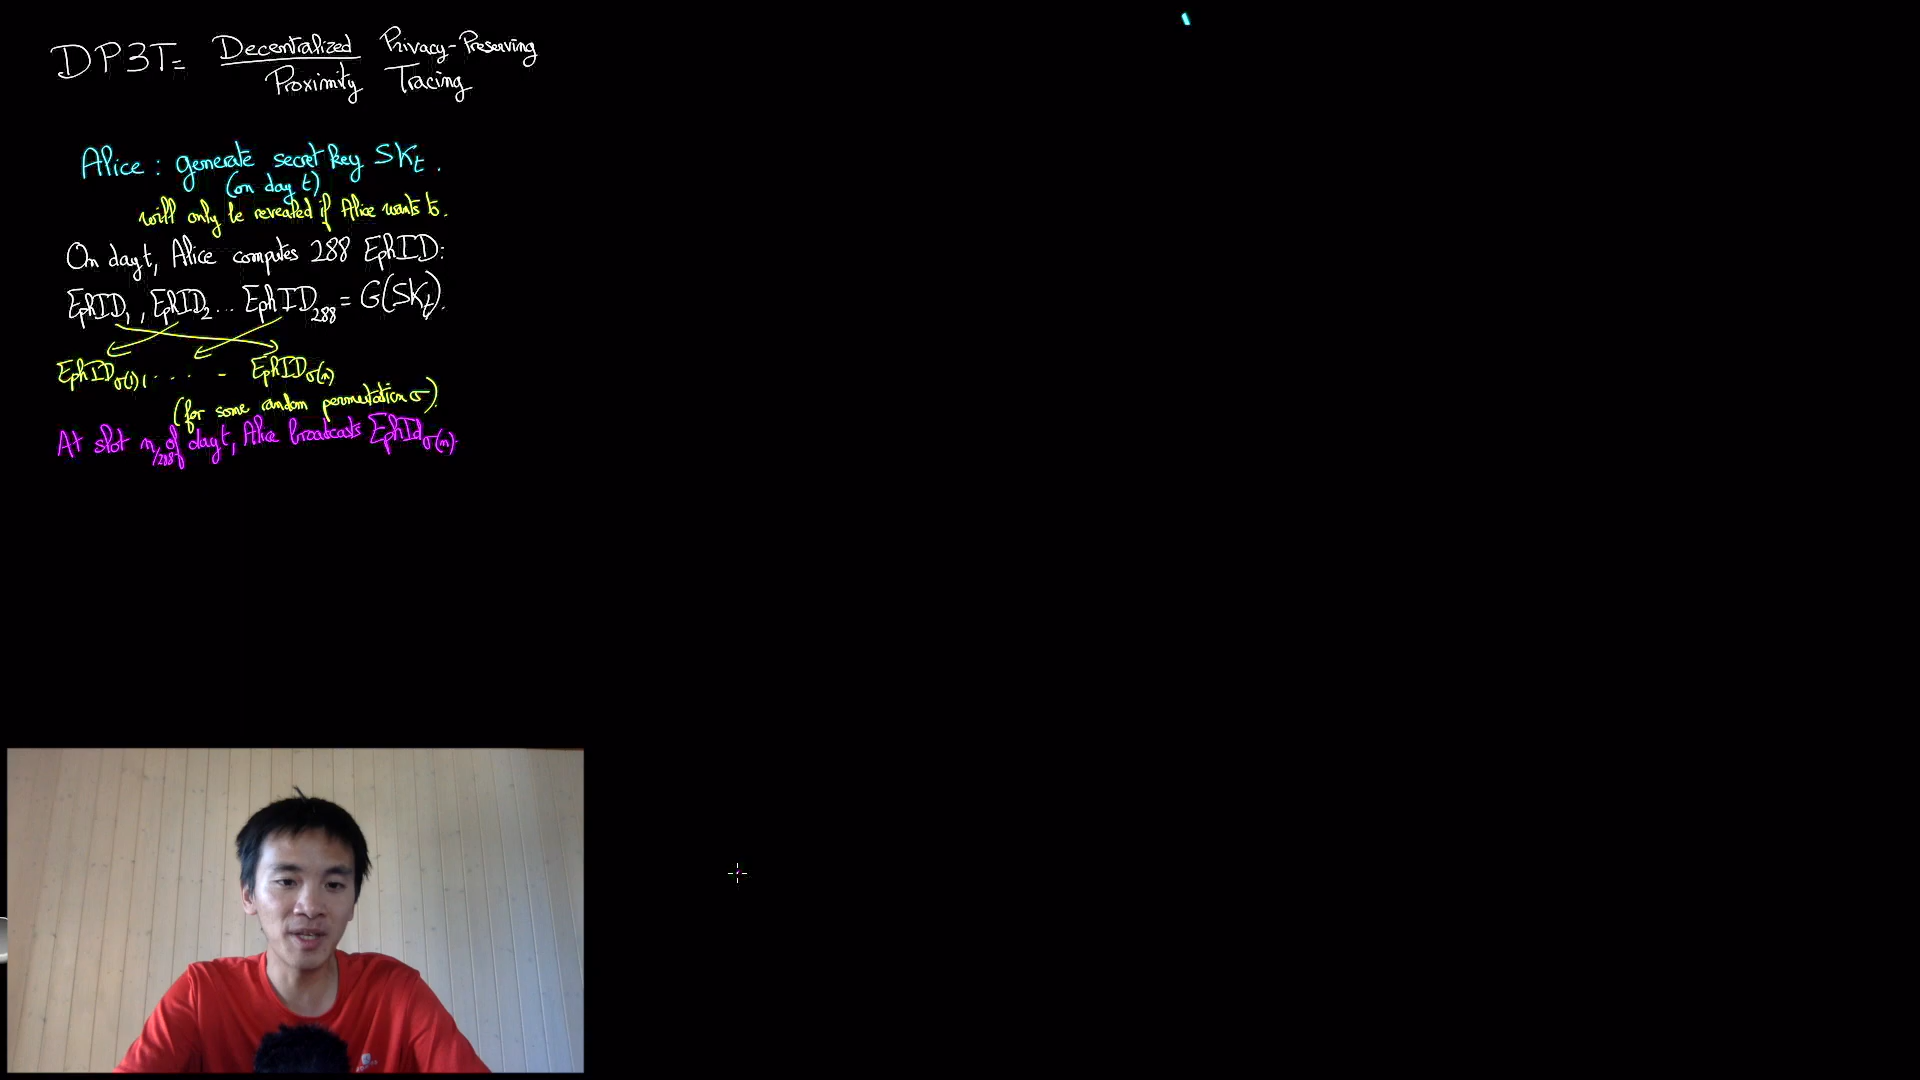 DP3T = Decentralized Privacy-Preserving
Proximity Tracing
Alice : generate secret key SKt.
(on day t)
will only be revealed if Alice wants to.
On day t, Alice computes 288 EphID:
EphID1, EphID2 ... EphID288 = G(SKt).
EphIDσ(1), . . . - EphIDσ(n)
(for some random permutation σ).
At slot n/288 of day t, Alice broadcasts EphIdσ(n).